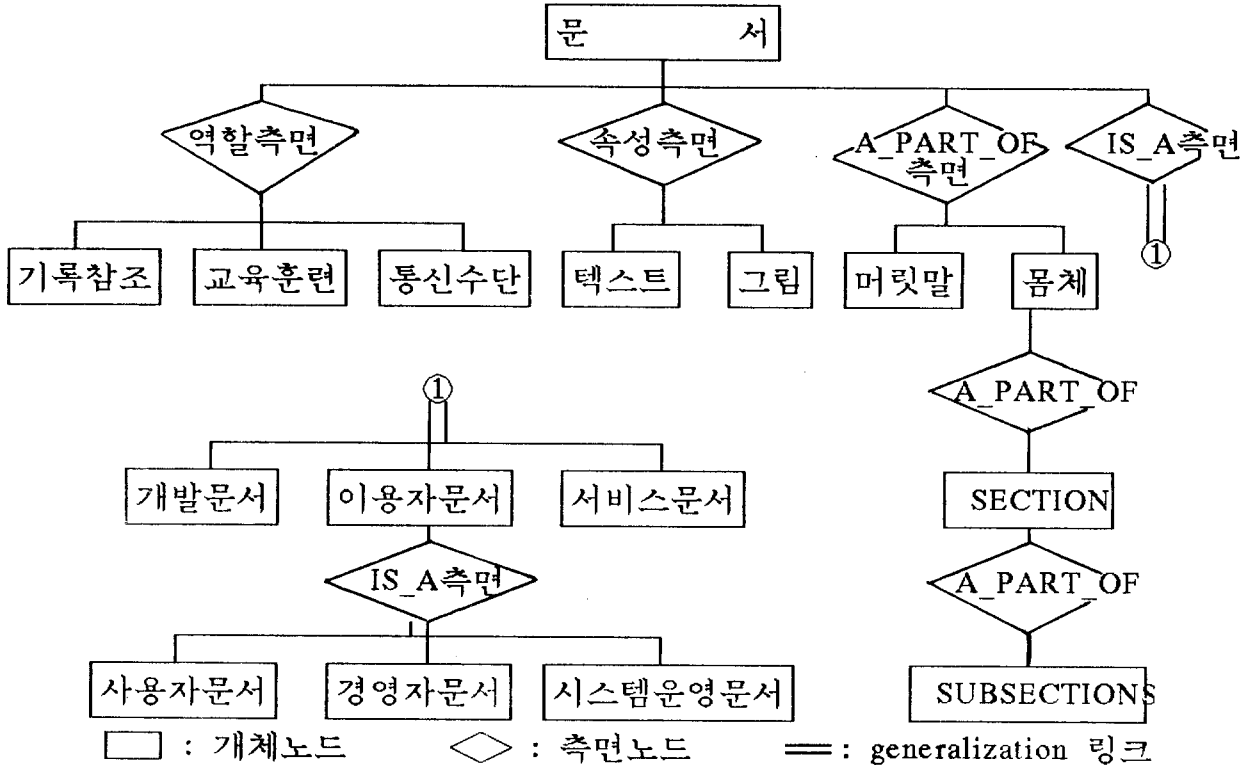 문 서
역할측면
속성측면
A_PART_OF
측면
IS_A측면
기록참조
교육훈련
통신수단
텍스트
그림
머릿말
몸체
①
①
A_PART_OF
개발문서
이용자문서
서비스문서
SECTION
IS_A측면
A_PART_OF
사용자문서
경영자문서
시스템운영문서
SUBSECTIONS
: 개체노드
: 측면노드
: generalization 링크